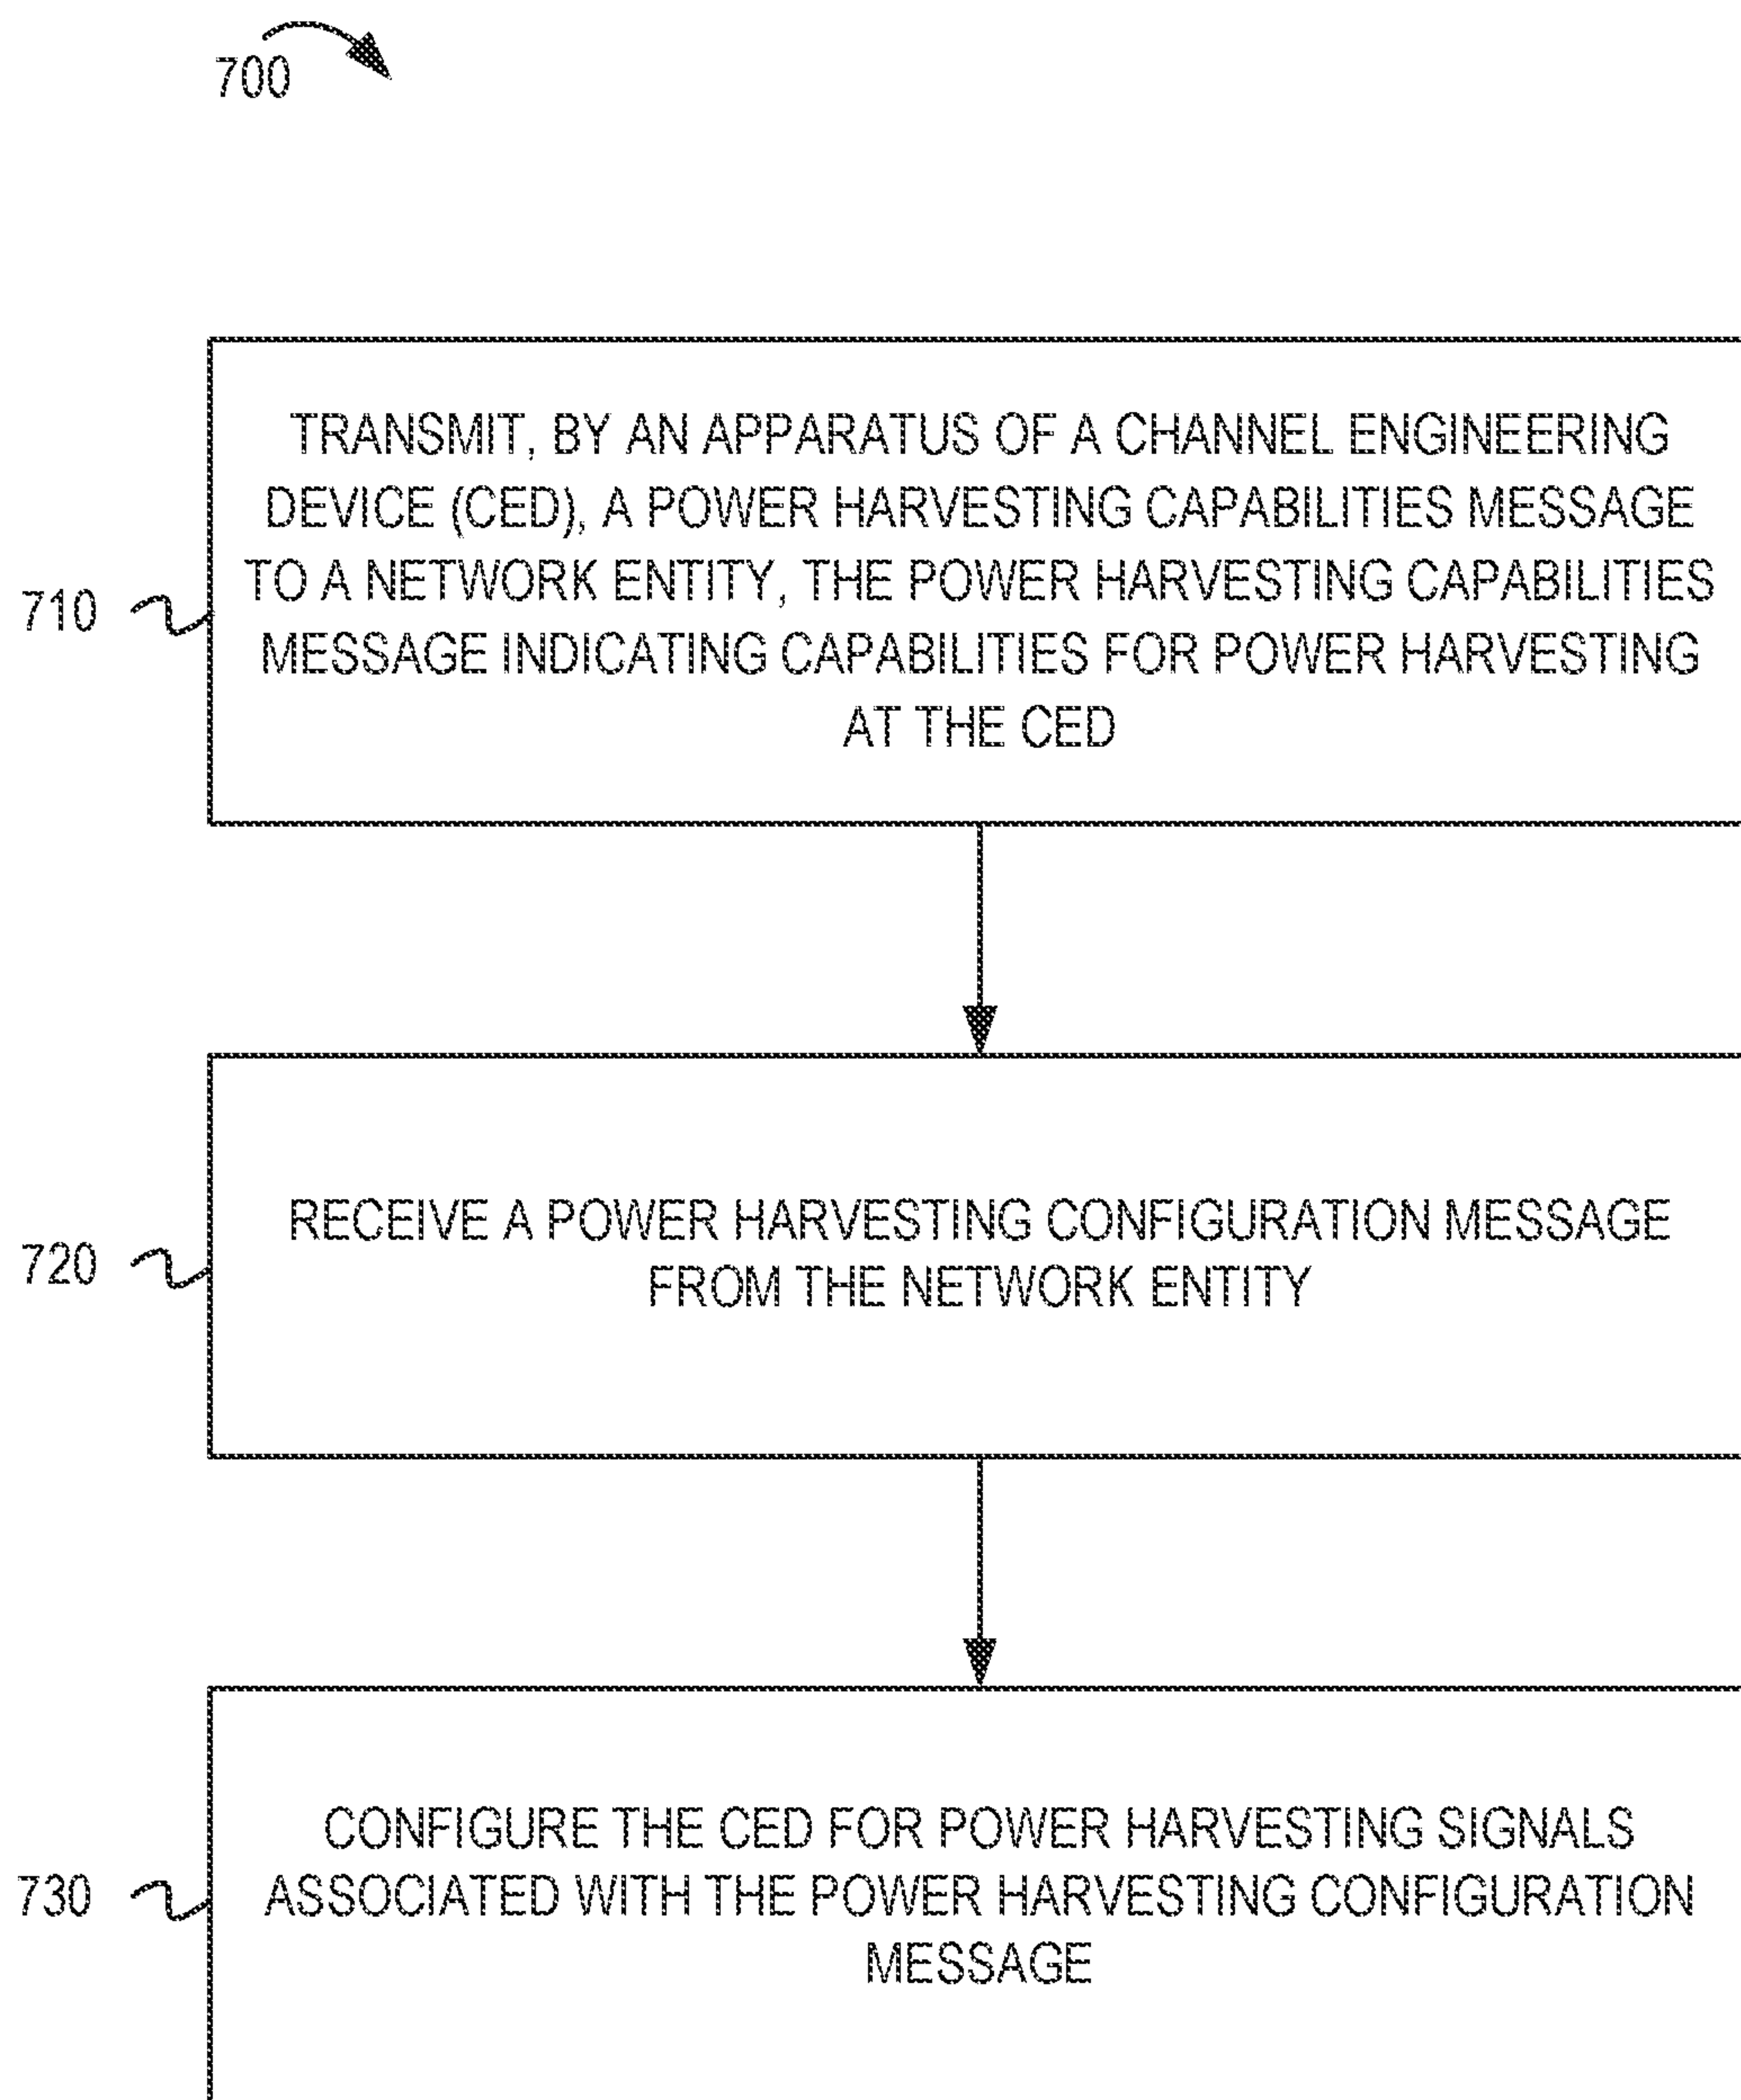 700
TRANSMIT, BY AN APPARATUS OF A CHANNEL ENGINEERING
DEVICE (CED), A POWER HARVESTING CAPABILITIES MESSAGE
TO A NETWORK ENTITY, THE POWER HARVESTING CAPABILITIES
MESSAGE INDICATING CAPABILITIES FOR POWER HARVESTING
AT THE CED
710
RECEIVE A POWER HARVESTING CONFIGURATION MESSAGE
FROM THE NETWORK ENTITY
720
CONFIGURE THE CED FOR POWER HARVESTING SIGNALS
ASSOCIATED WITH THE POWER HARVESTING CONFIGURATION
MESSAGE
730